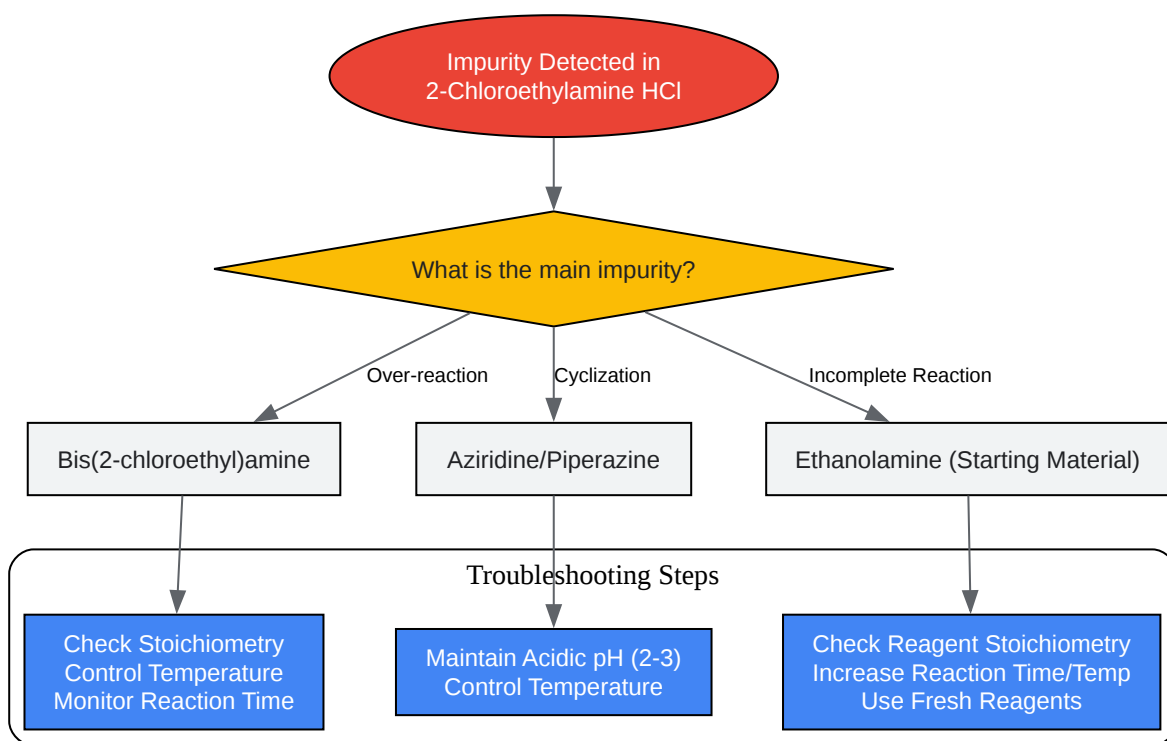 Impurity Detected in
2-Chloroethylamine HCl
What is the main impurity?
Over-reaction
Cyclization
Incomplete Reaction
Bis(2-chloroethyl)amine
Aziridine/Piperazine
Ethanolamine (Starting Material)
Troubleshooting Steps
Check Stoichiometry
Control Temperature
Monitor Reaction Time
Maintain Acidic pH (2-3)
Control Temperature
Check Reagent Stoichiometry
Increase Reaction Time/Temp
Use Fresh Reagents